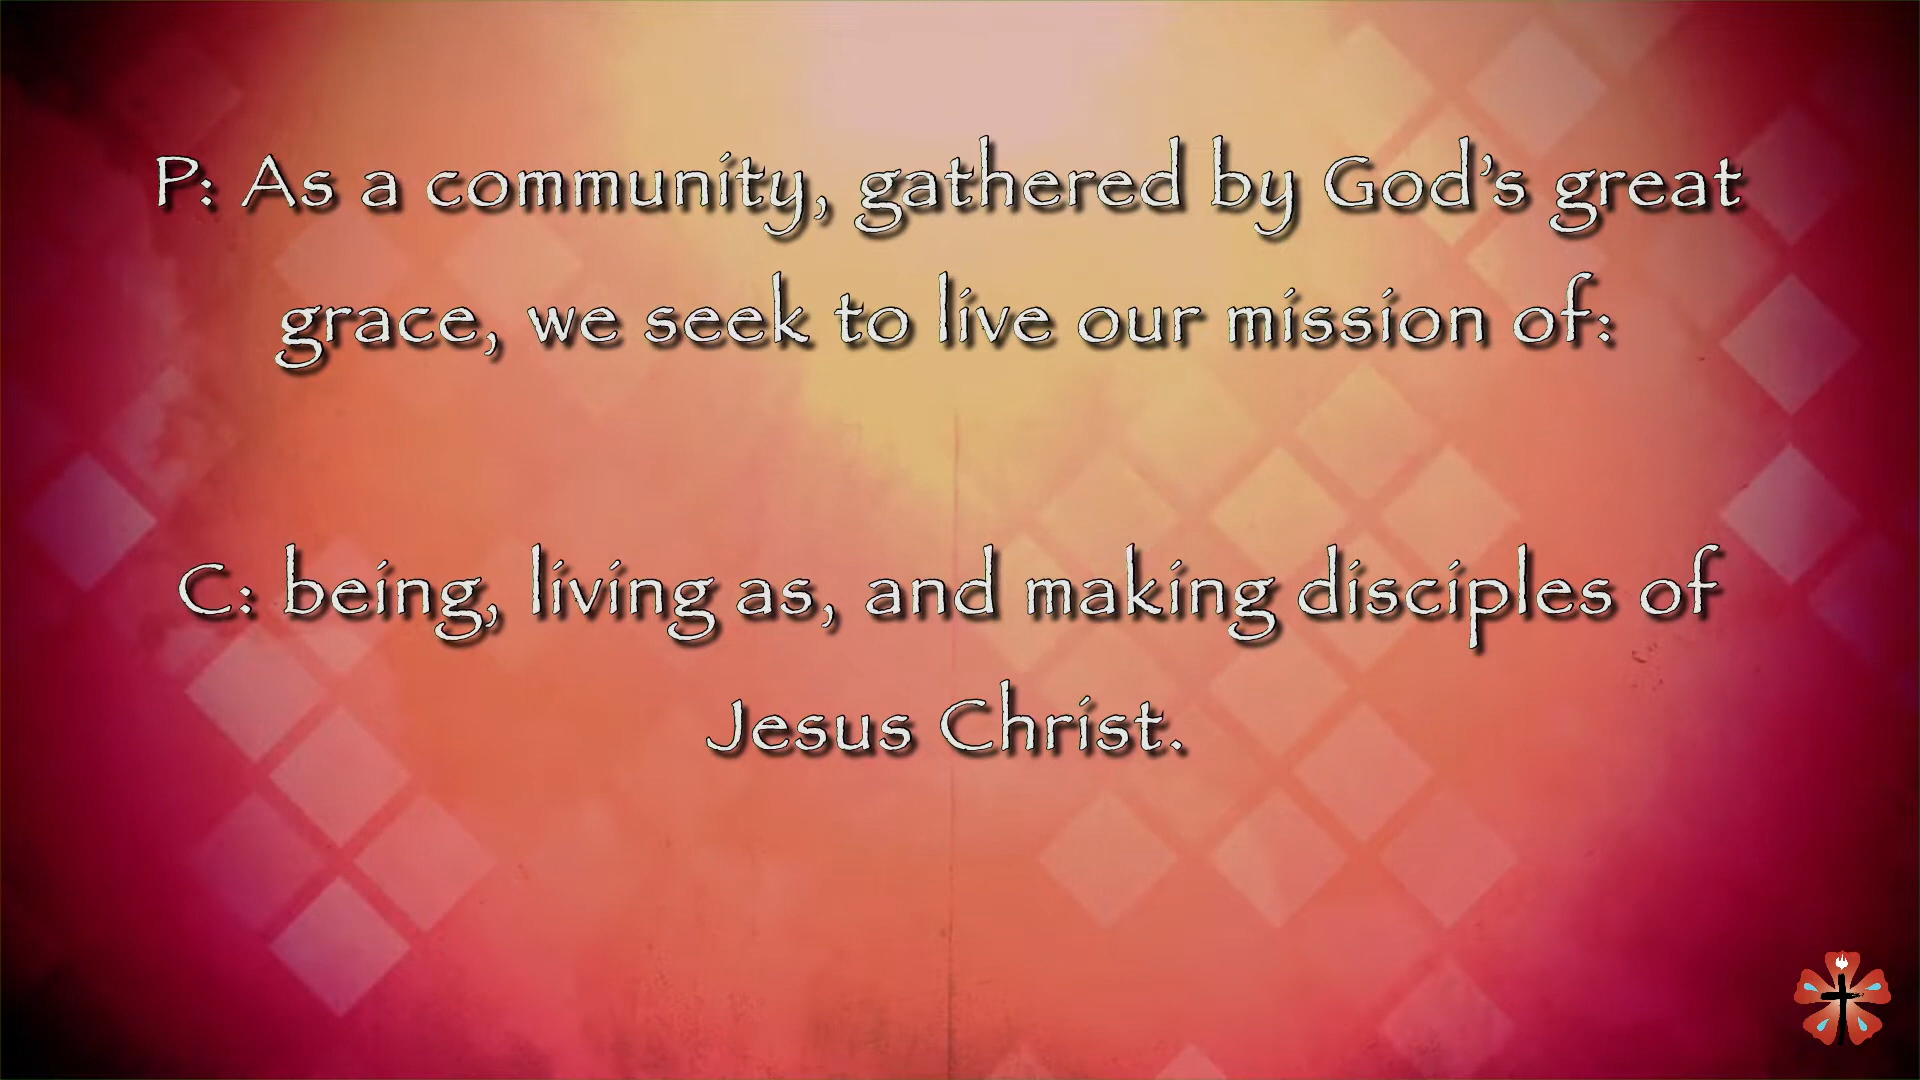 P: As a community, gathered by God’s great
grace, we seek to live our mission of:
C: being, living as, and making disciples of
Jesus Christ.